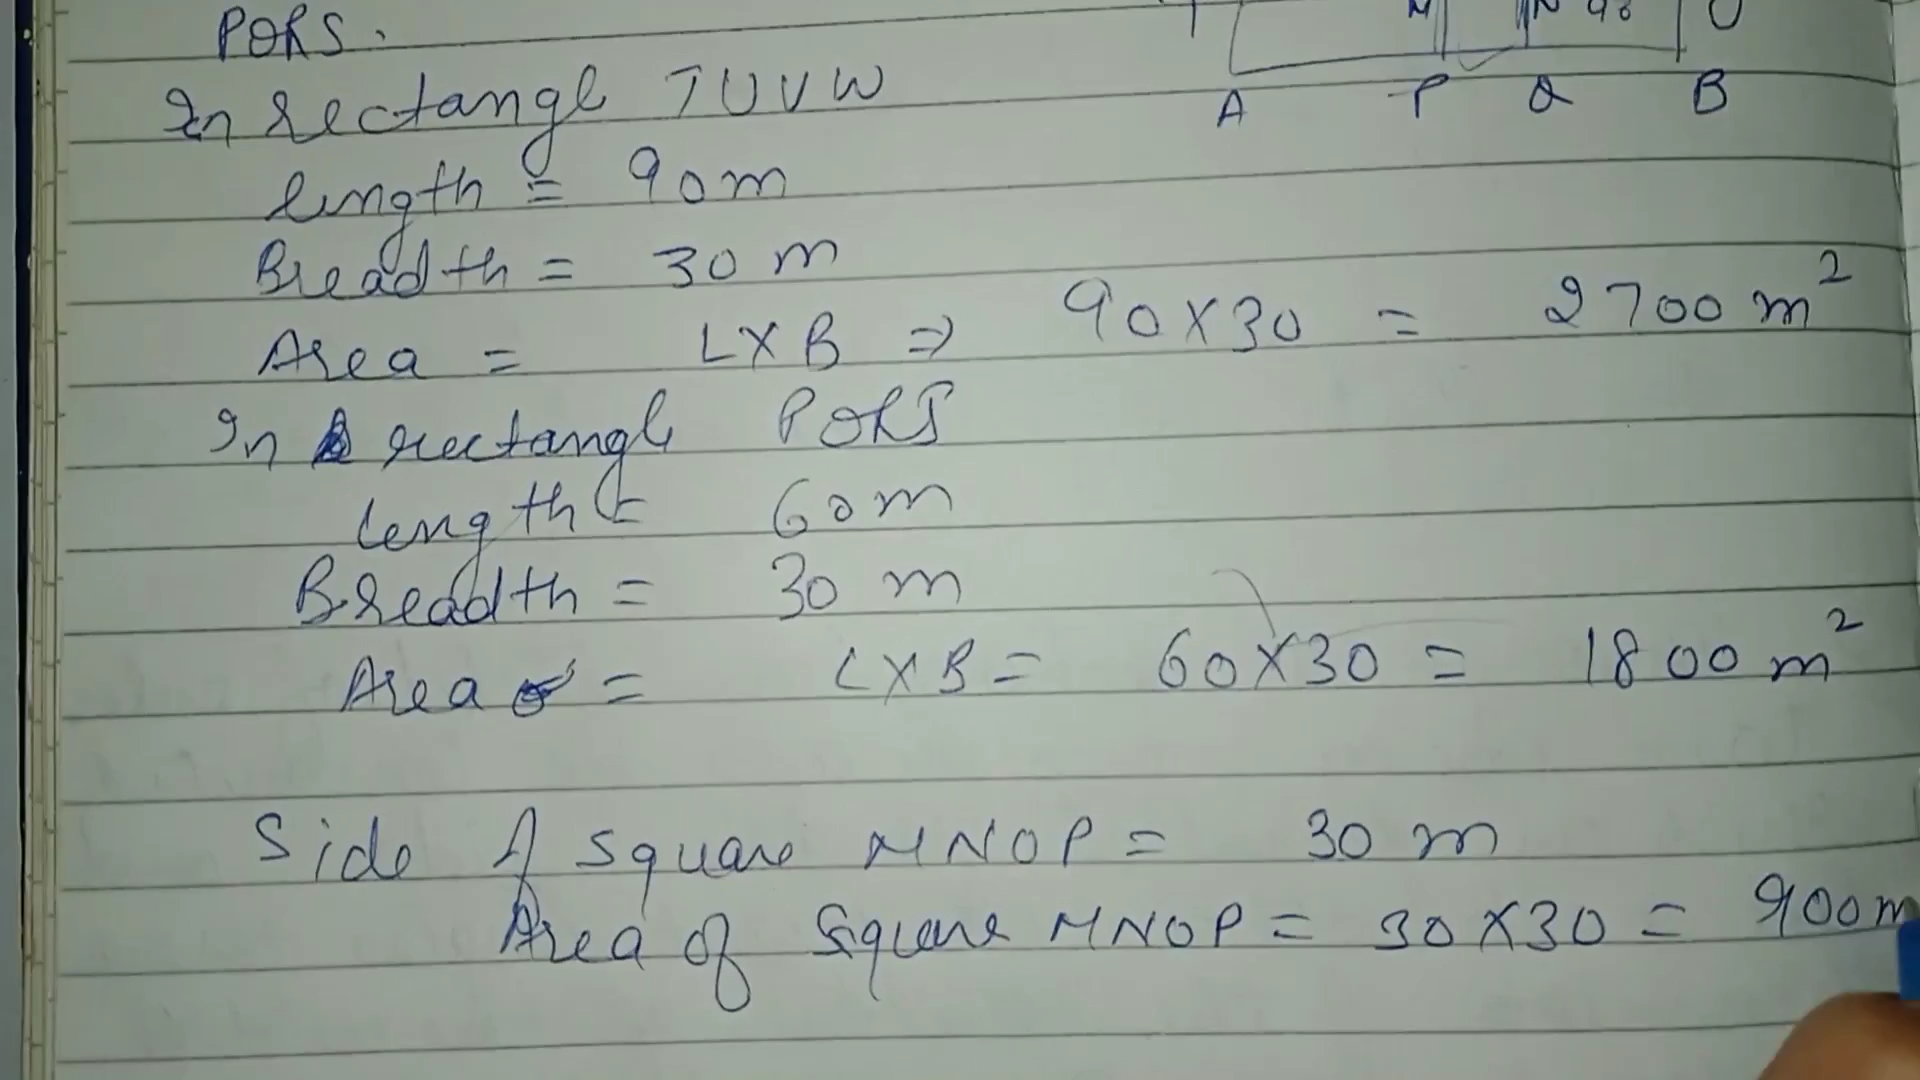 M N 90 U
PQRS.
A P Q B
In rectangle TUVW
length = 90m
Breadth = 30 m
Area = L×B ⇒ 90×30 = 2700 m²
In rectangle PQRS
length = 60m
Breadth = 30 m
Area = L×B = 60×30 = 1800 m²
Side of square MNOP = 30 m
Area of Square MNOP = 30×30 = 900m